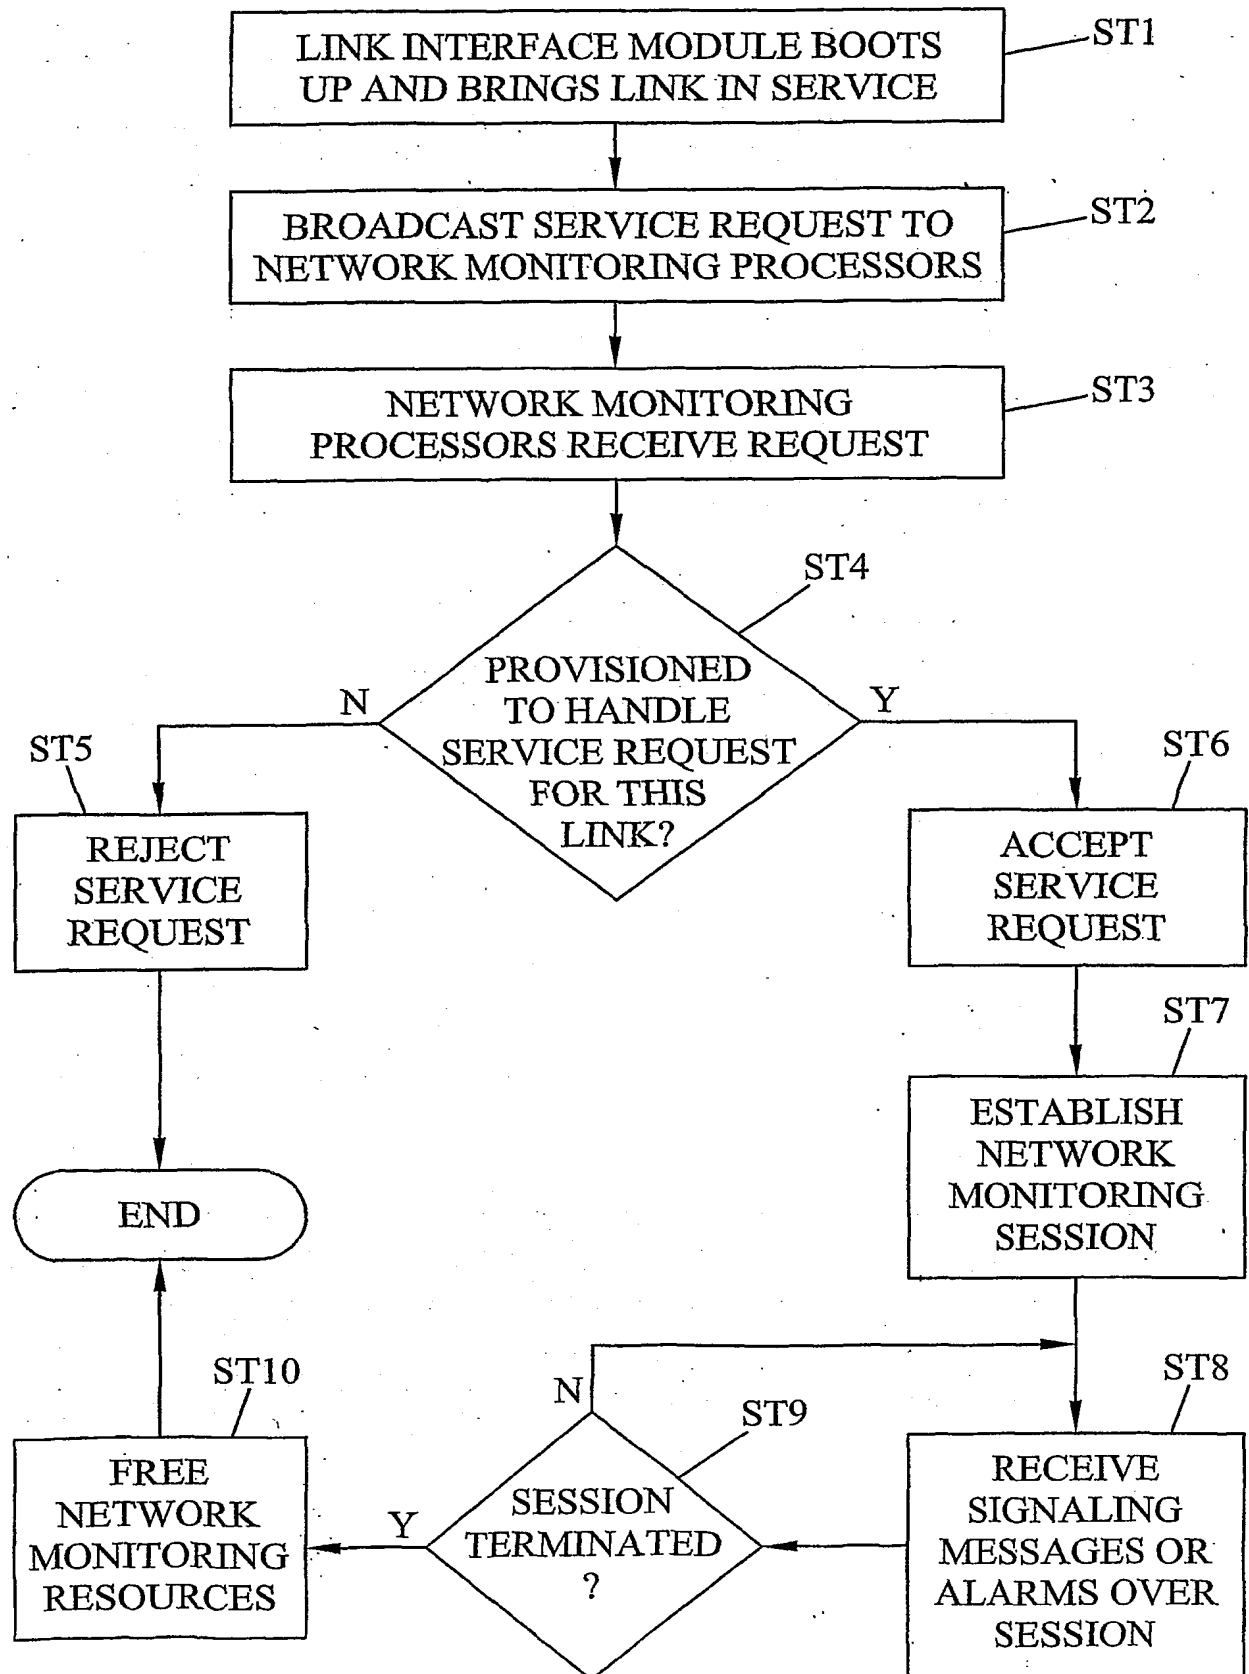 LINK INTERFACE MODULE BOOTS
UP AND BRINGS LINK IN SERVICE
ST1
BROADCAST SERVICE REQUEST TO
NETWORK MONITORING PROCESSORS
ST2
NETWORK MONITORING
PROCESSORS RECEIVE REQUEST
ST3
ST4
PROVISIONED
TO HANDLE
SERVICE REQUEST
FOR THIS
LINK?
N
Y
ST5
REJECT
SERVICE
REQUEST
ST6
ACCEPT
SERVICE
REQUEST
ST7
ESTABLISH
NETWORK
MONITORING
SESSION
END
ST8
RECEIVE
SIGNALING
MESSAGES OR
ALARMS OVER
SESSION
ST9
SESSION
TERMINATED
?
N
Y
ST10
FREE
NETWORK
MONITORING
RESOURCES